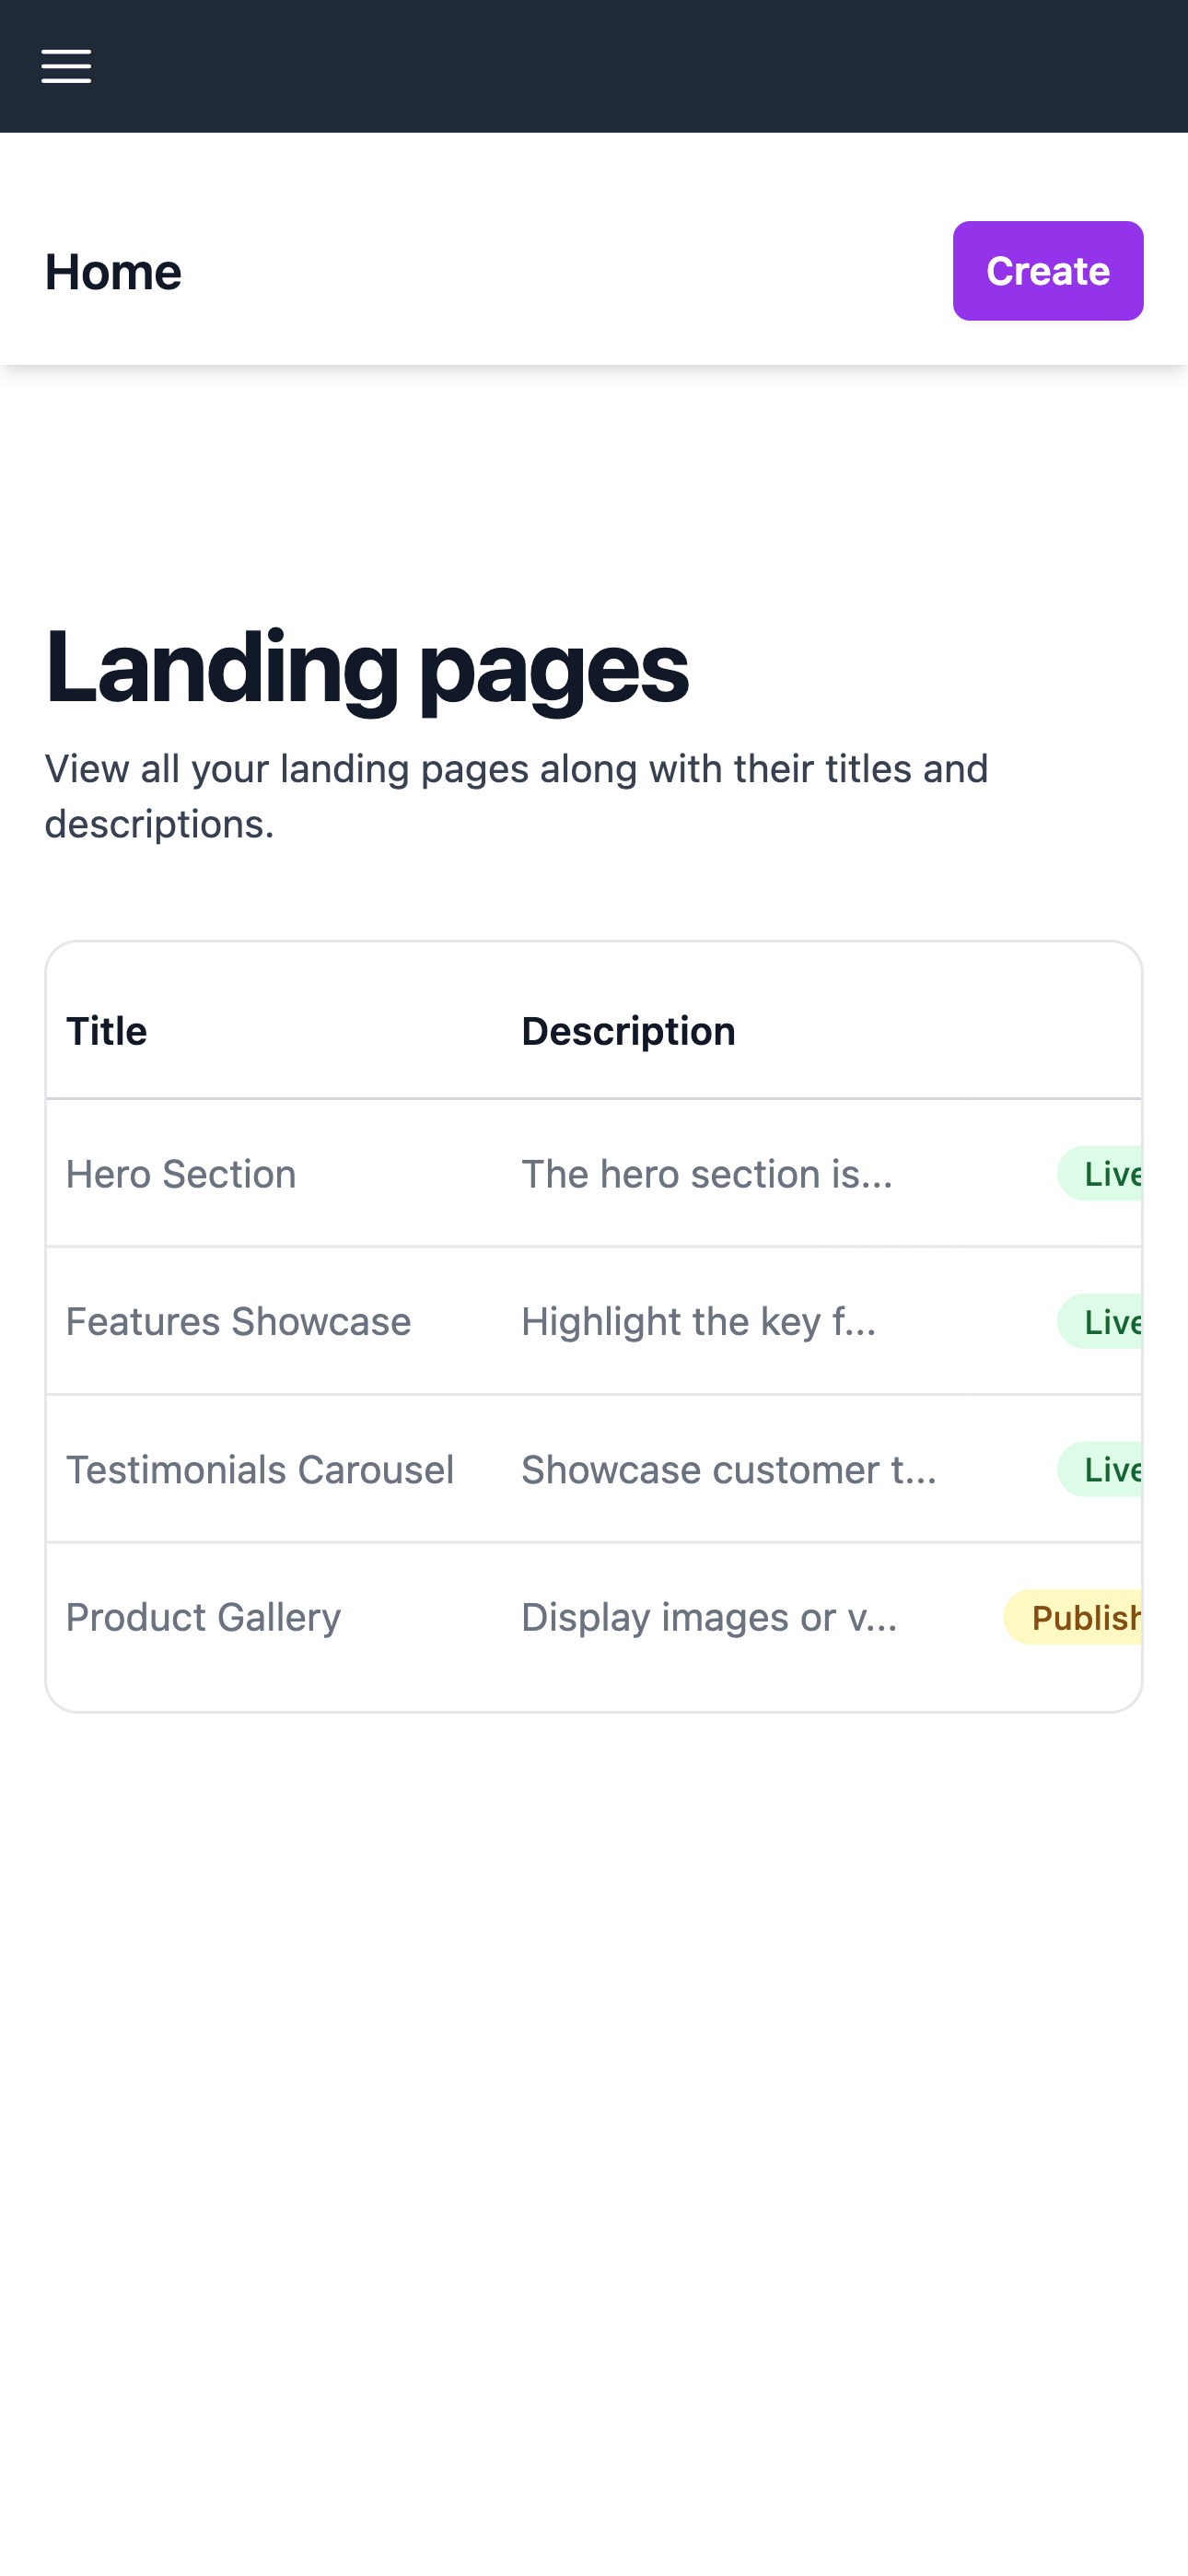 Home
Create
Landing pages
View all your landing pages along with their titles and
descriptions.
Title Description
Hero Section The hero section is... Live
Features Showcase Highlight the key f... Live
Testimonials Carousel Showcase customer t... Live
Product Gallery Display images or v... Publish